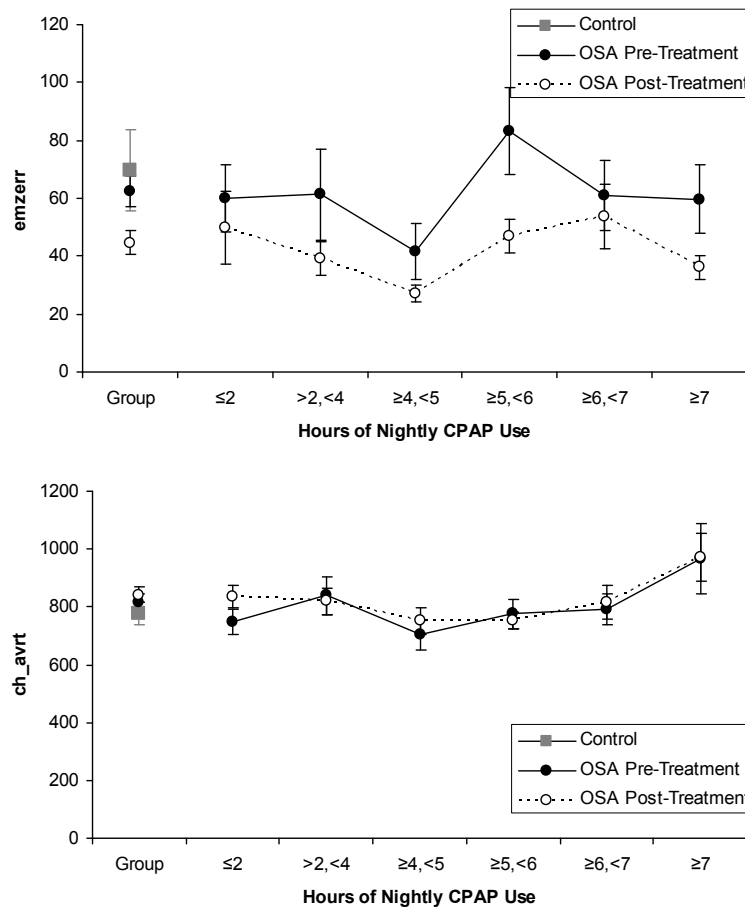 120
100
80
60
40
20
0
emzerr
Control
OSA Pre-Treatment
OSA Post-Treatment
Group ≤2 >2,<4 ≥4,<5 ≥5,<6 ≥6,<7 ≥7
Hours of Nightly CPAP Use
1200
1000
800
600
400
200
0
ch_avrt
Control
OSA Pre-Treatment
OSA Post-Treatment
Group ≤2 >2,<4 ≥4,<5 ≥5,<6 ≥6,<7 ≥7
Hours of Nightly CPAP Use